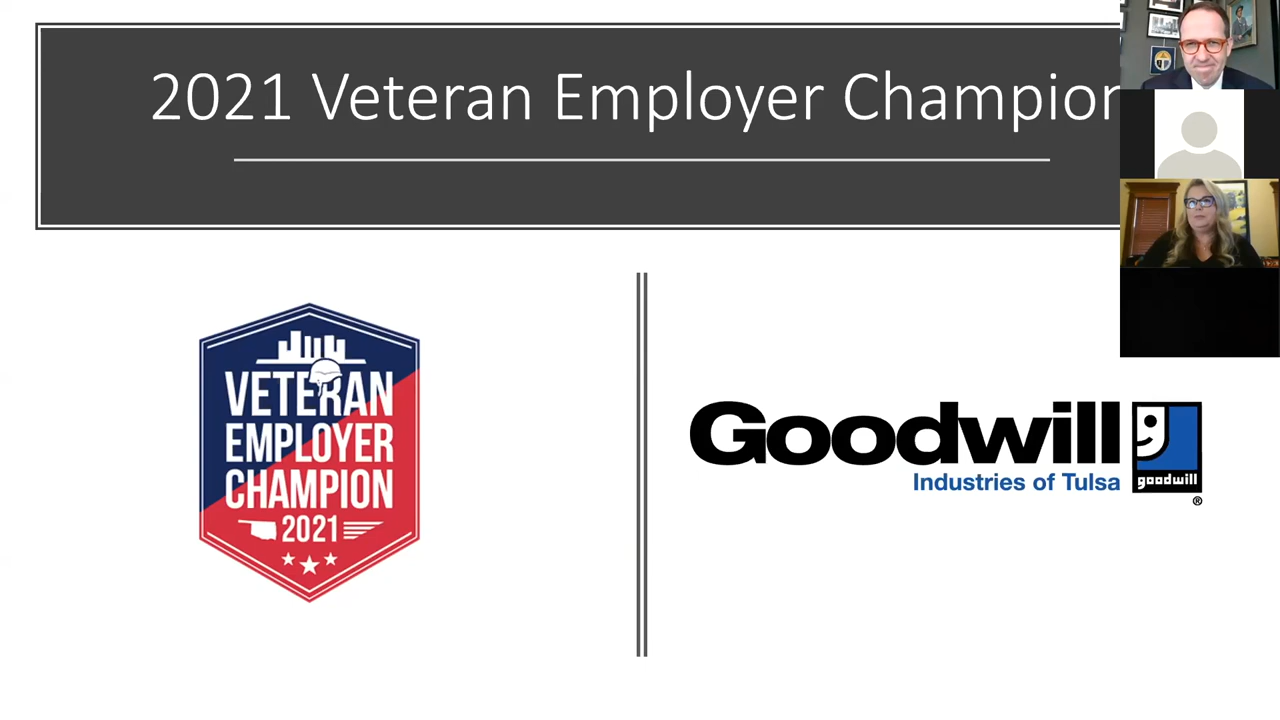 2021 Veteran Employer Champion
VETERAN
EMPLOYER
CHAMPION
2021
Goodwill
Industries of Tulsa
goodwill
®